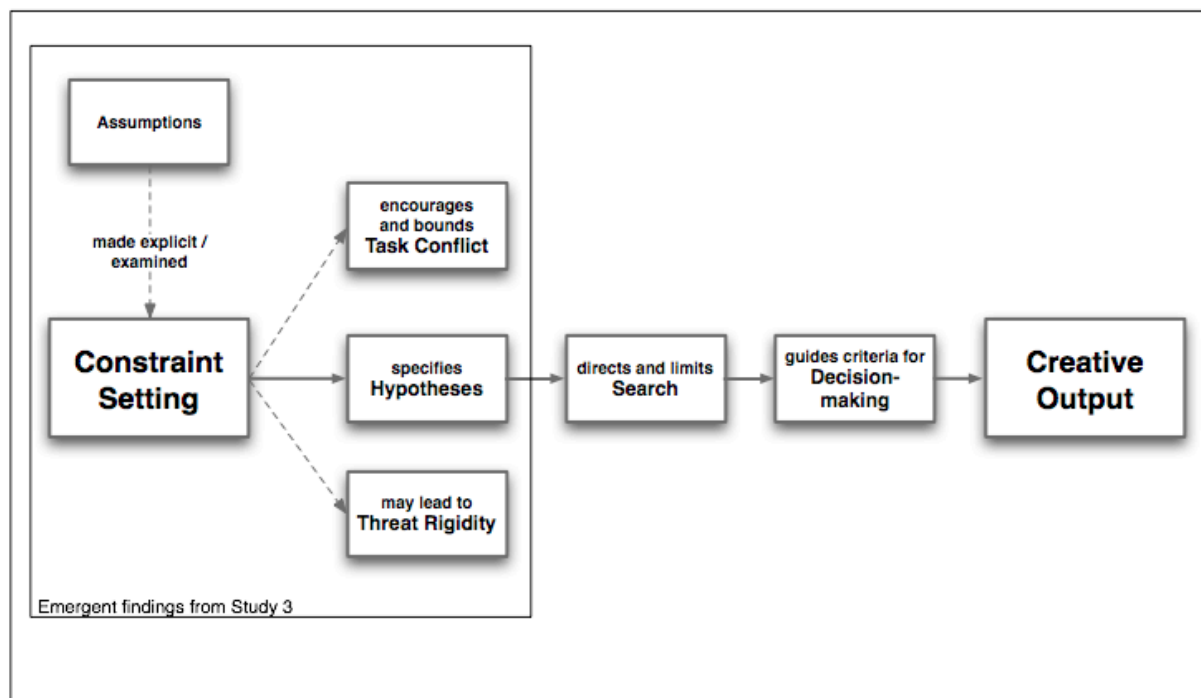 Assumptions
made explicit /
examined
Constraint
Setting
encourages
and bounds
Task Conflict
specifies
Hypotheses
may lead to
Threat Rigidity
Emergent findings from Study 3
directs and limits
Search
guides criteria for
Decision-
making
Creative
Output